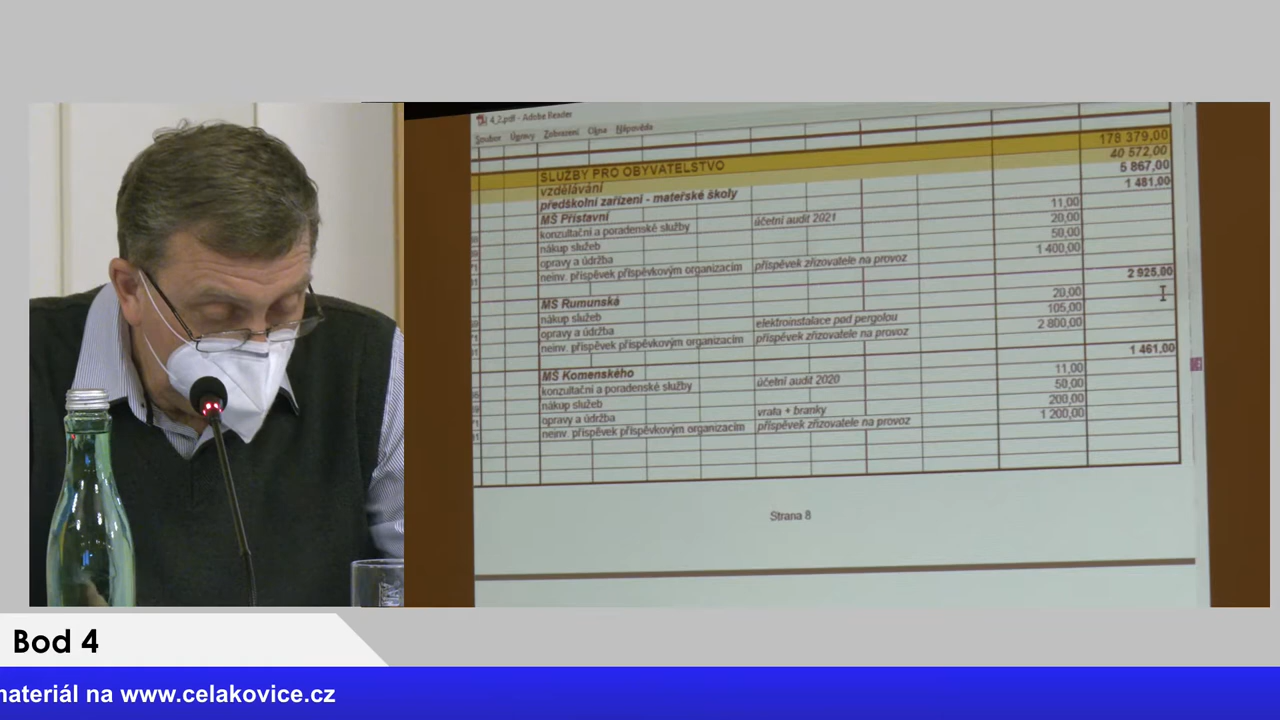 4_2.pdf - Adobe Reader
Soubor Úpravy Zobrazení Okna Nápověda
178 379,00
SLUŽBY PRO OBYVATELSTVO 40 572,00
vzdělávání 5 867,00
předškolní zařízení - mateřské školy 1 481,00
MŠ Přístavní
konzultační a poradenské služby účetní audit 2021 11,00
nákup služeb 20,00
opravy a údržba 50,00
neinv. příspěvek příspěvkovým organizacím příspěvek zřizovatele na provoz 1 400,00
2 925,00
MŠ Rumunská
nákup služeb 20,00
opravy a údržba elektroinstalace pod pergolou 105,00
neinv. příspěvek příspěvkovým organizacím příspěvek zřizovatele na provoz 2 800,00
1 461,00
MŠ Komenského
konzultační a poradenské služby účetní audit 2020 11,00
nákup služeb 50,00
opravy a údržba vrata + branky 200,00
neinv. příspěvek příspěvkovým organizacím příspěvek zřizovatele na provoz 1 200,00
Strana 8
Bod 4
materiál na www.celakovice.cz